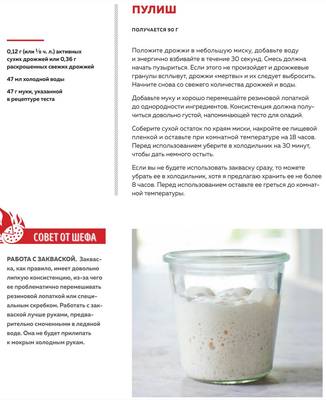 ПУЛИШ
ПОЛУЧАЕТСЯ 90 Г
0,12 г (или ⅛ ч. л.) активных
сухих дрожжей или 0,36 г
раскрошенных свежих дрожжей
47 мл холодной воды
47 г муки, указанной
в рецептуре теста
Положите дрожжи в небольшую миску, добавьте воду
и энергично взбивайте в течение 30 секунд. Смесь должна
начать пузыриться. Если этого не произойдет и дрожжевые
гранулы всплывут, дрожжи «мертвы» и их следует выбросить.
Начните снова со свежего количества дрожжей и воды.
Добавьте муку и хорошо перемешайте резиновой лопаткой
до однородности ингредиентов. Консистенция должна полу-
читься довольно густой, напоминающей тесто для оладий.
Соберите сухой остаток по краям миски, накройте ее пищевой
пленкой и оставьте при комнатной температуре на 18 часов.
Перед использованием уберите в холодильник на 30 минут,
чтобы дать немного остыть.
Если вы не будете использовать закваску сразу, то можете
убрать ее в холодильник, хотя я предлагаю хранить ее не более
8 часов. Перед использованием оставьте ее греться до комнат-
ной температуры.
СОВЕТ ОТ ШЕФА
РАБОТА С ЗАКВАСКОЙ. Заквас-
ка, как правило, имеет довольно
липкую консистенцию, из-за чего
ее проблематично перемешивать
резиновой лопаткой или специ-
альным скребком. Работать с зак-
ваской лучше руками, предва-
рительно смоченными в ледяной
воде. Она не будет прилипать
к мокрым холодным рукам.